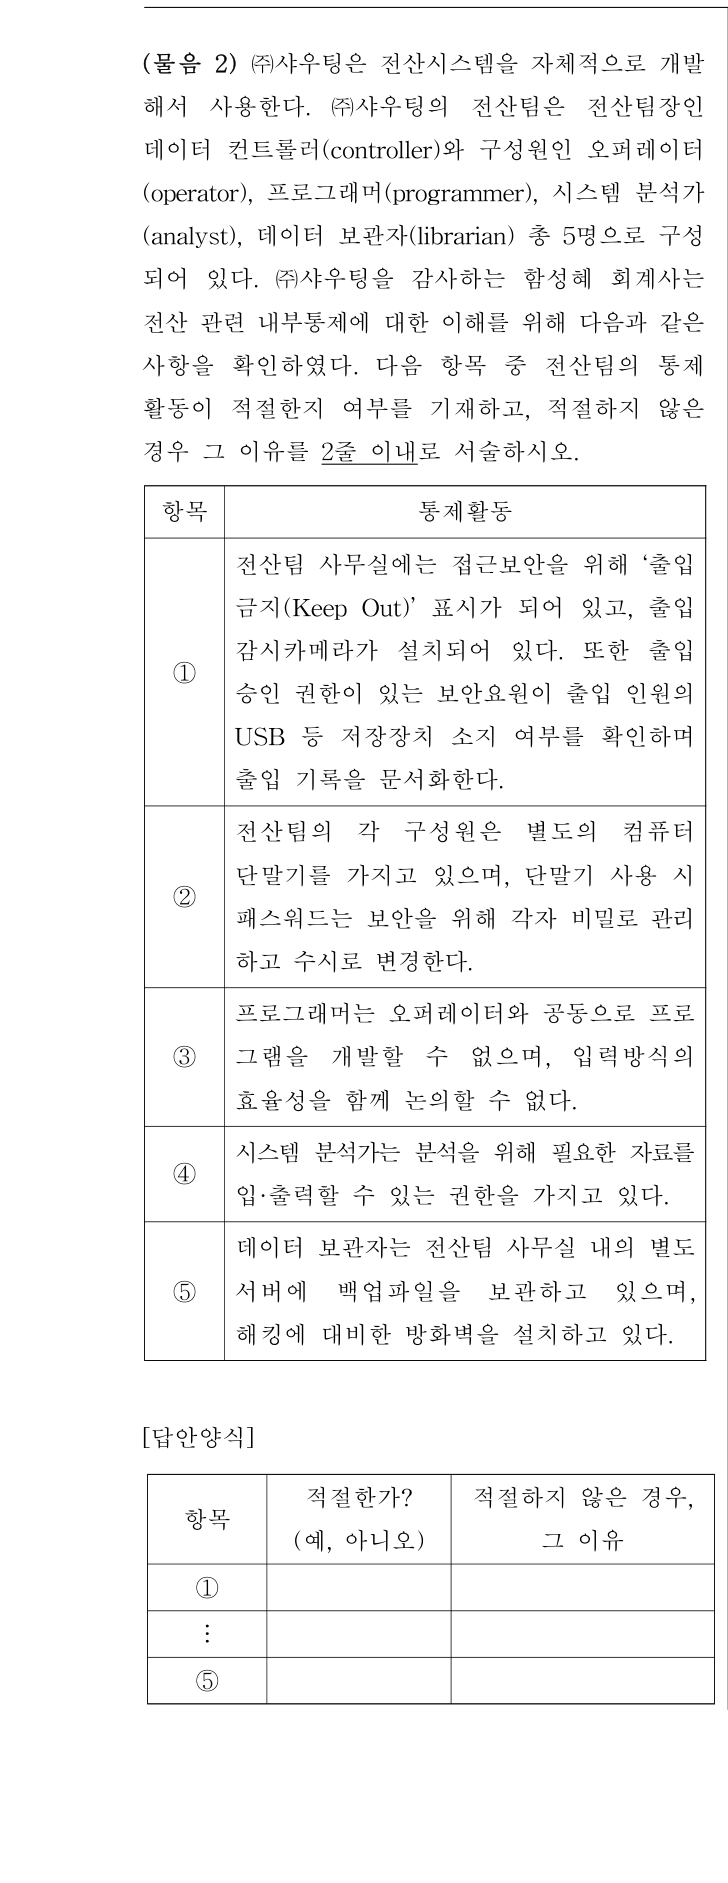 (물음 2) ㈜샤우팅은 전산시스템을 자체적으로 개발
해서 사용한다. ㈜샤우팅의 전산팀은 전산팀장인
데이터 컨트롤러(controller)와 구성원인 오퍼레이터
(operator), 프로그래머(programmer), 시스템 분석가
(analyst), 데이터 보관자(librarian) 총 5명으로 구성
되어 있다. ㈜샤우팅을 감사하는 함성혜 회계사는
전산 관련 내부통제에 대한 이해를 위해 다음과 같은
사항을 확인하였다. 다음 항목 중 전산팀의 통제
활동이 적절한지 여부를 기재하고, 적절하지 않은
경우 그 이유를 2줄 이내로 서술하시오.
항목 통제활동
① 전산팀 사무실에는 접근보안을 위해 ‘출입
금지(Keep Out)’ 표시가 되어 있고, 출입
감시카메라가 설치되어 있다. 또한 출입
승인 권한이 있는 보안요원이 출입 인원의
USB 등 저장장치 소지 여부를 확인하며
출입 기록을 문서화한다.
② 전산팀의 각 구성원은 별도의 컴퓨터
단말기를 가지고 있으며, 단말기 사용 시
패스워드는 보안을 위해 각자 비밀로 관리
하고 수시로 변경한다.
③ 프로그래머는 오퍼레이터와 공동으로 프로
그램을 개발할 수 없으며, 입력방식의
효율성을 함께 논의할 수 없다.
④ 시스템 분석가는 분석을 위해 필요한 자료를
입·출력할 수 있는 권한을 가지고 있다.
⑤ 데이터 보관자는 전산팀 사무실 내의 별도
서버에 백업파일을 보관하고 있으며,
해킹에 대비한 방화벽을 설치하고 있다.
[답안양식]
항목 적절한가? 적절하지 않은 경우,
(예, 아니오) 그 이유
①
⋮
⑤